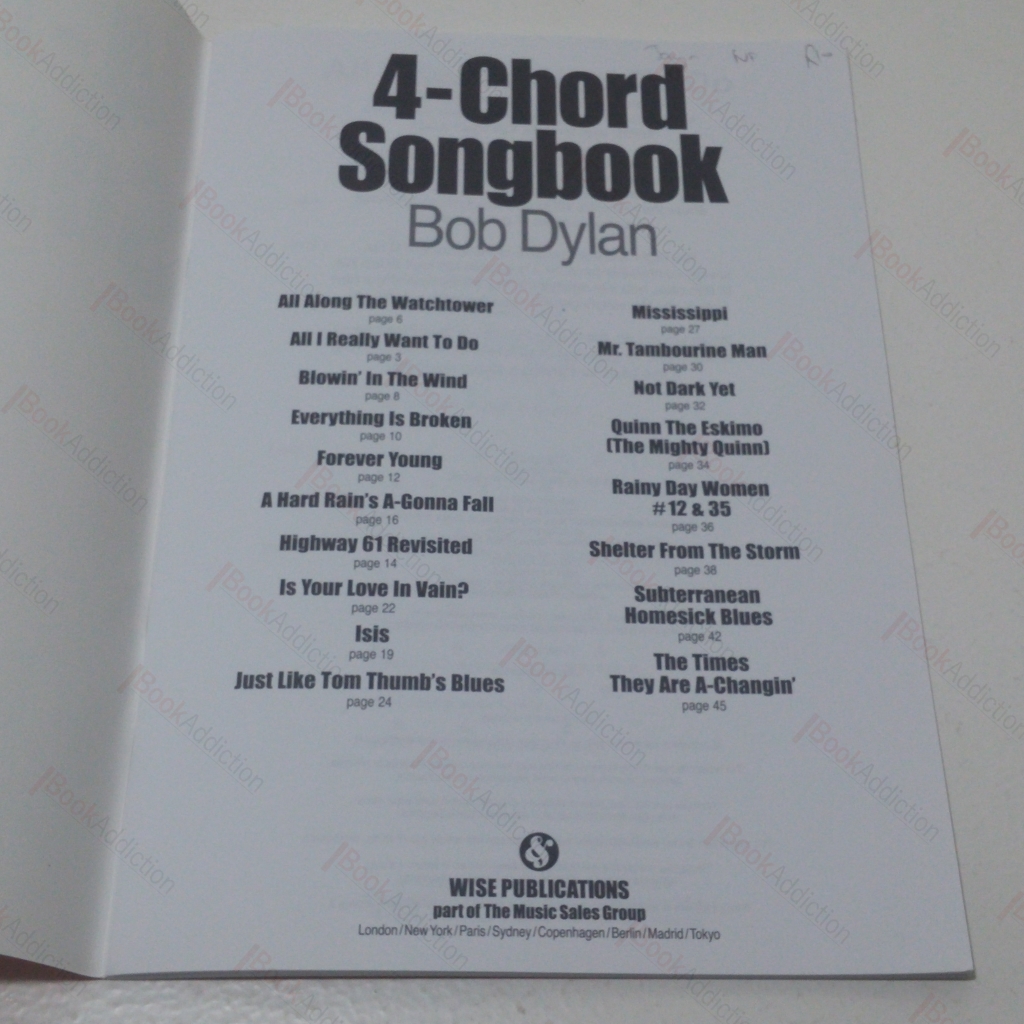 4-Chord
Songbook
Bob Dylan
All Along The Watchtower
page 6
All I Really Want To Do
page 3
Blowin' In The Wind
page 8
Everything Is Broken
page 10
Forever Young
page 12
A Hard Rain's A-Gonna Fall
page 16
Highway 61 Revisited
page 14
Is Your Love In Vain?
page 22
Isis
page 19
Just Like Tom Thumb's Blues
page 24
Mississippi
page 27
Mr. Tambourine Man
page 30
Not Dark Yet
page 32
Quinn The Eskimo
(The Mighty Quinn)
page 34
Rainy Day Women
#12 & 35
page 36
Shelter From The Storm
page 38
Subterranean
Homesick Blues
page 42
The Times
They Are A-Changin'
page 45
&
WISE PUBLICATIONS
part of The Music Sales Group
London/New York/Paris/Sydney/Copenhagen/Berlin/Madrid/Tokyo
BookAddiction